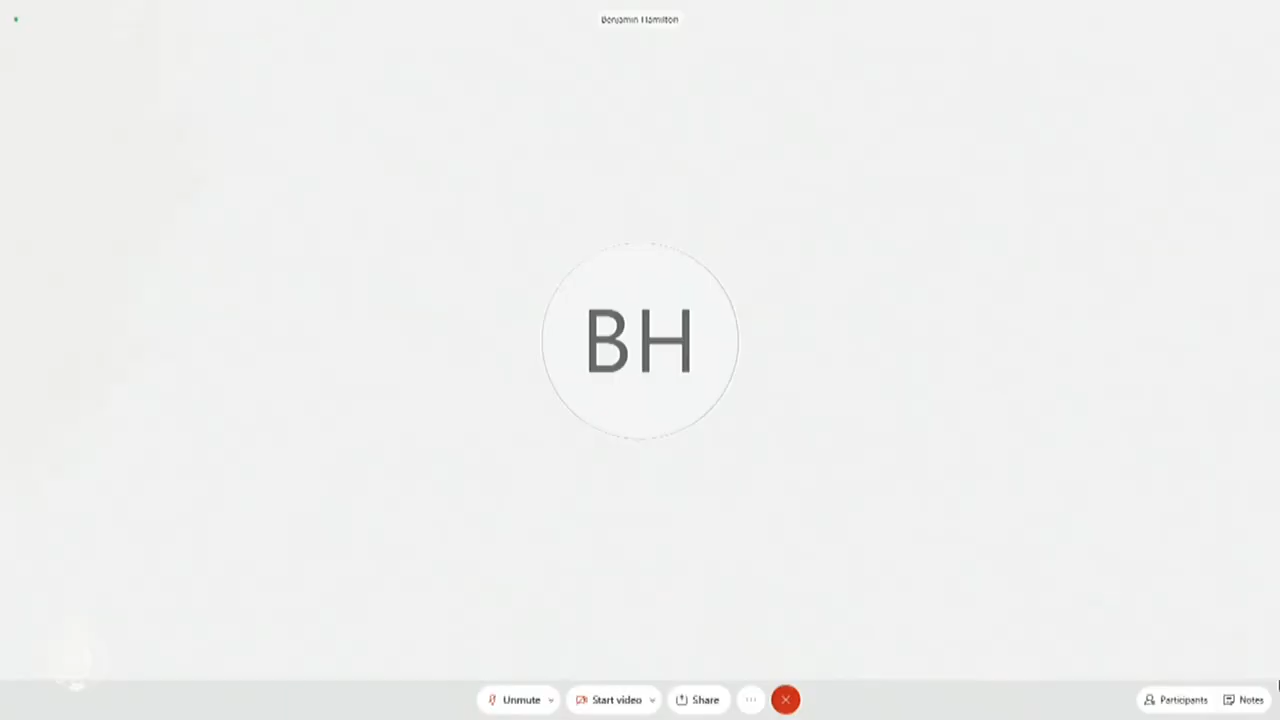 Benjamin Hamilton
BH
Unmute
Start video
Share
Participants
Notes